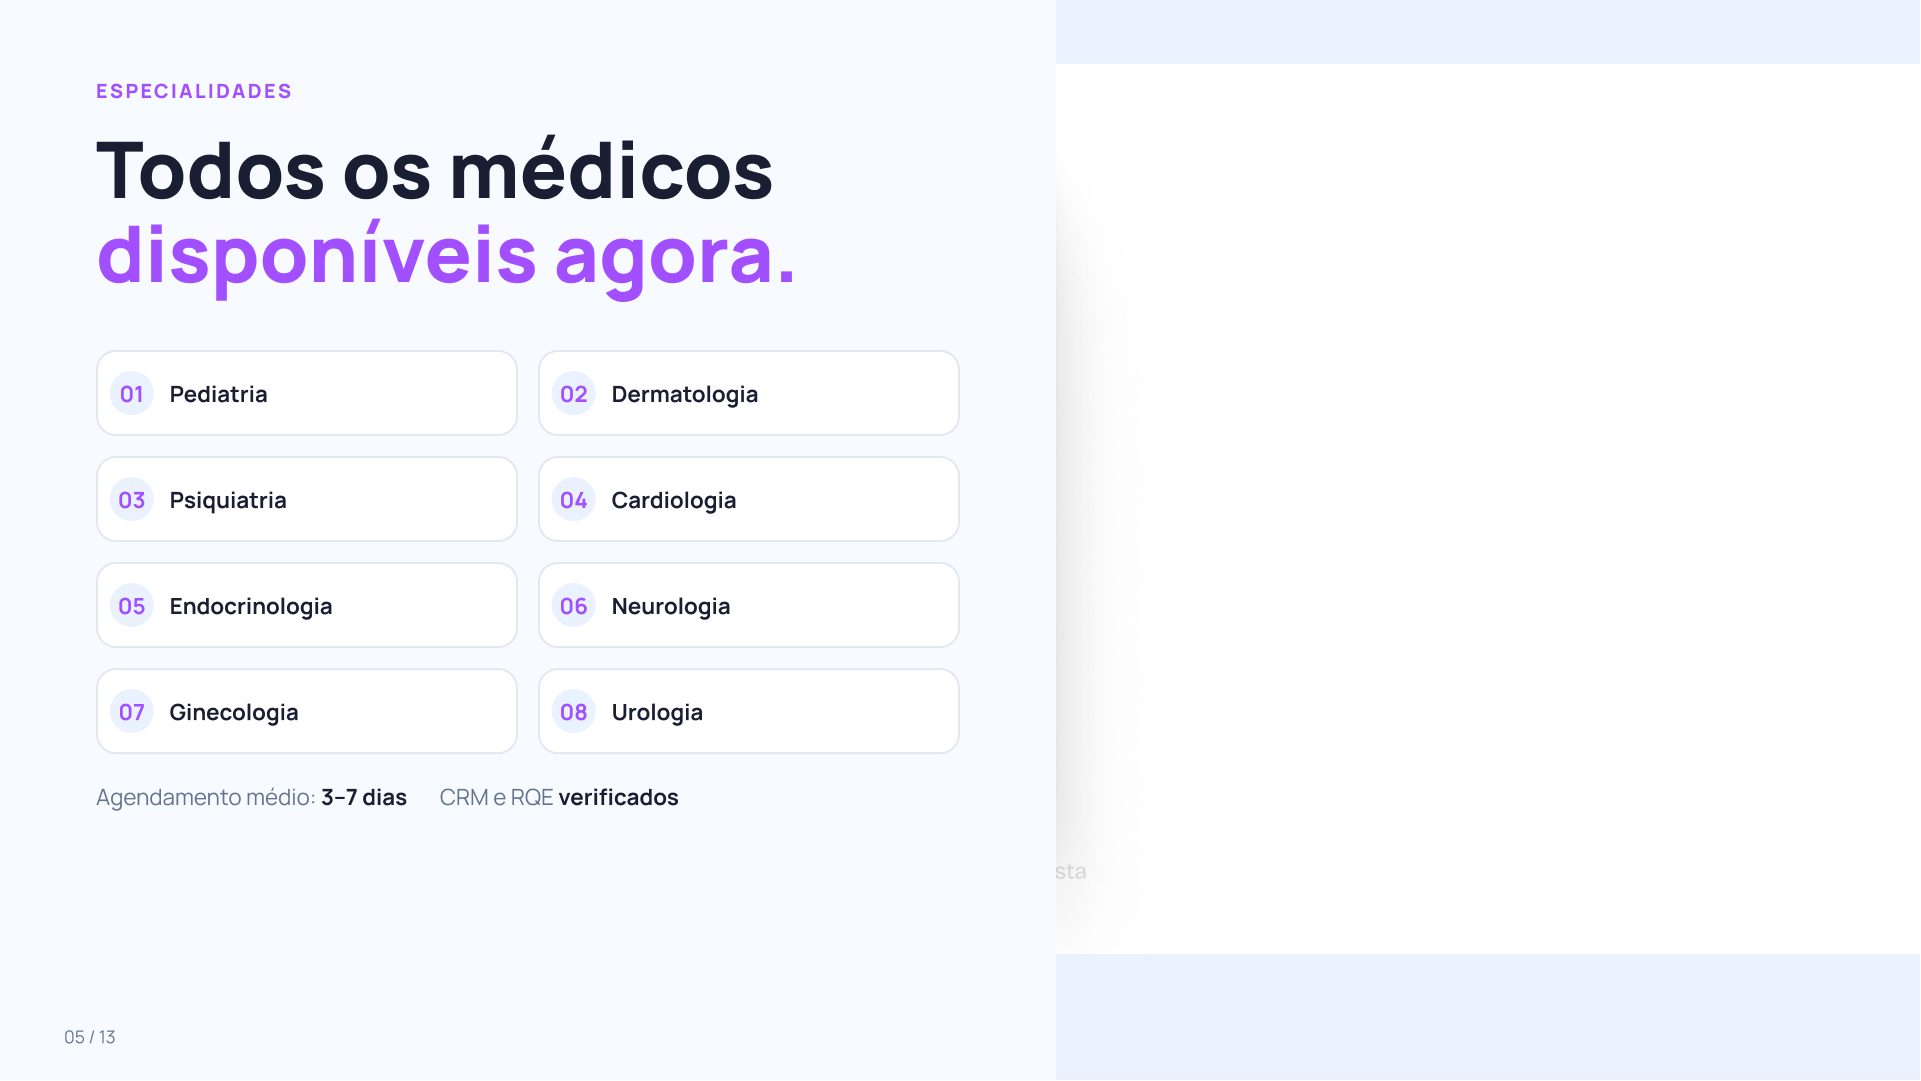 ESPECIALIDADES
Todos os médicos
disponíveis agora.
01 Pediatria
02 Dermatologia
03 Psiquiatria
04 Cardiologia
05 Endocrinologia
06 Neurologia
07 Ginecologia
08 Urologia
Agendamento médio: 3–7 dias CRM e RQE verificados
sta
05 / 13